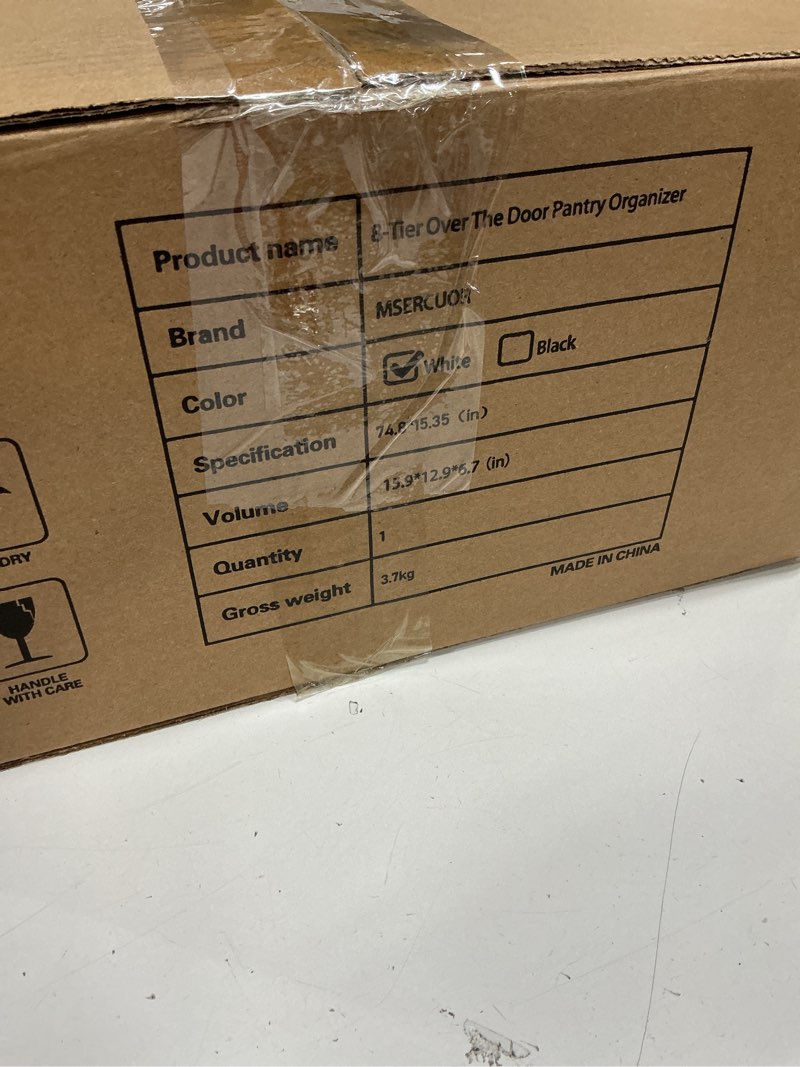 Product name 8-Tier Over The Door Pantry Organizer
Brand MSERCUOH
Color White Black
Specification 74.8*15.35 (in)
Volume 15.9*12.9*6.7 (in)
Quantity 1
Gross weight 3.7kg
MADE IN CHINA
DRY
HANDLE
WITH CARE